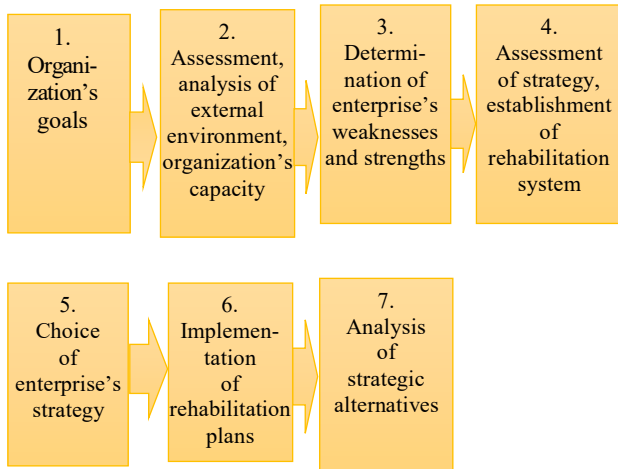 1.
Organi-
zation's
goals
2.
Assessment,
analysis of
external
environment,
organization's
capacity
3.
Determi-
nation of
enterprise's
weaknesses
and strengths
4.
Assessment
of strategy,
establishment
of
rehabilitation
system
5.
Choice
of
enterprise's
strategy
6.
Implemen-
tation
of
rehabilitation
plans
7.
Analysis
of
strategic
alternatives